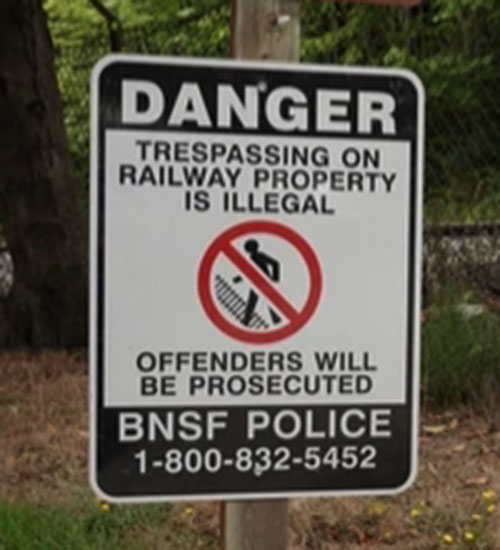 DANGER
TRESPASSING ON
RAILWAY PROPERTY
IS ILLEGAL
OFFENDERS WILL
BE PROSECUTED
BNSF POLICE
1-800-832-5452